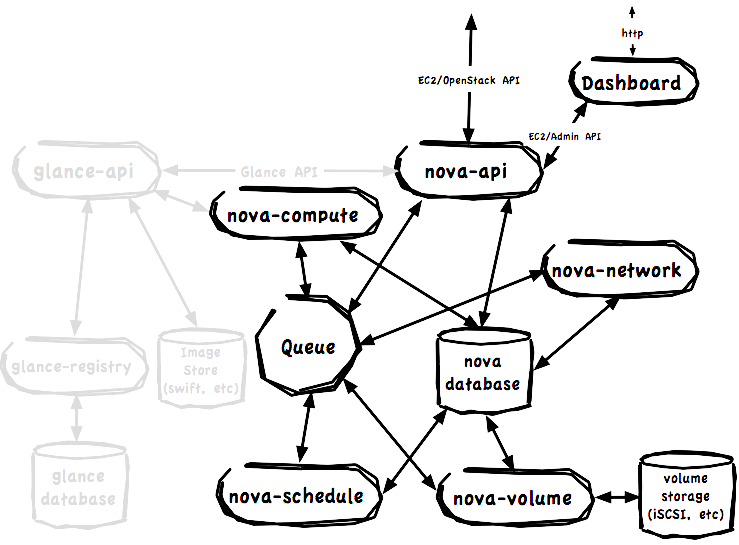 http
Dashboard
EC2/OpenStack API
EC2/Admin API
glance-api
Glance API
nova-api
nova-compute
nova-network
Queue
Image
Store
(swift, etc)
glance-registry
nova
database
glance
database
nova-schedule
nova-volume
volume
storage
(iSCSI, etc)